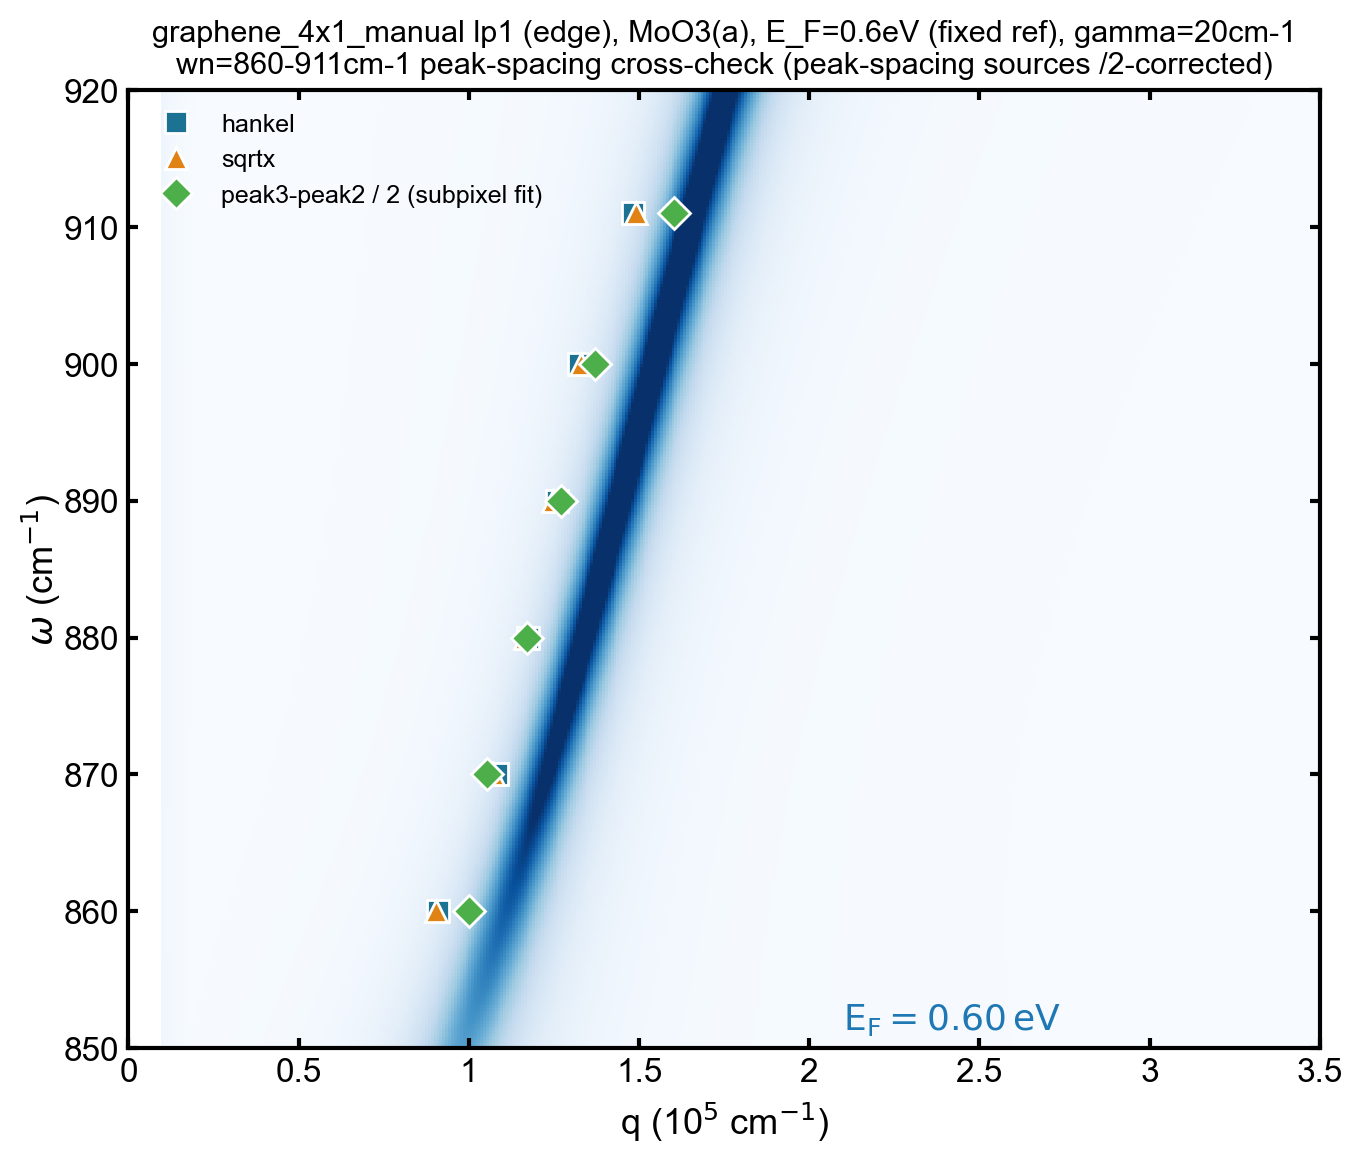 graphene_4x1_manual lp1 (edge), MoO3(a), E_F=0.6eV (fixed ref), gamma=20cm-1
wn=860-911cm-1 peak-spacing cross-check (peak-spacing sources /2-corrected)
hankel
sqrtx
peak3-peak2 / 2 (subpixel fit)
920
910
900
890
880
870
860
850
ω (cm⁻¹)
E_F = 0.60 eV
0 0.5 1 1.5 2 2.5 3 3.5
q (10⁵ cm⁻¹)